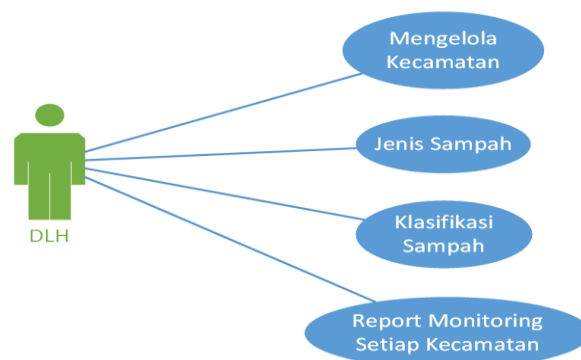 Mengelola
Kecamatan
Jenis Sampah
Klasifikasi
Sampah
DLH
Report Monitoring
Setiap Kecamatan